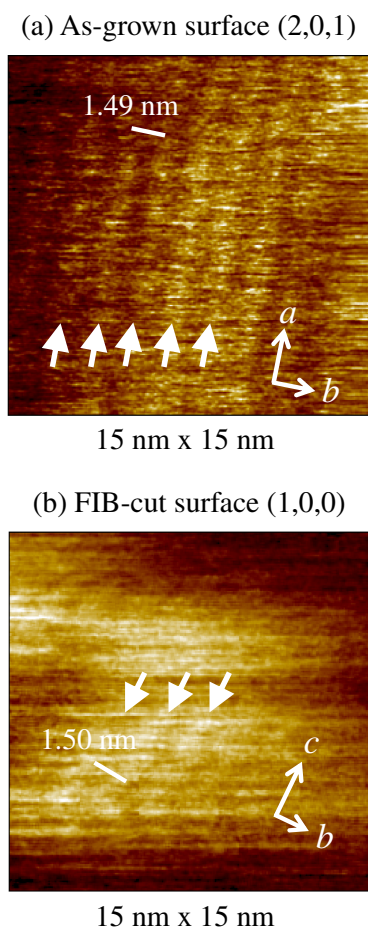 (a) As-grown surface (2,0,1)
1.49 nm
a
b
15 nm x 15 nm
(b) FIB-cut surface (1,0,0)
1.50 nm
c
b
15 nm x 15 nm